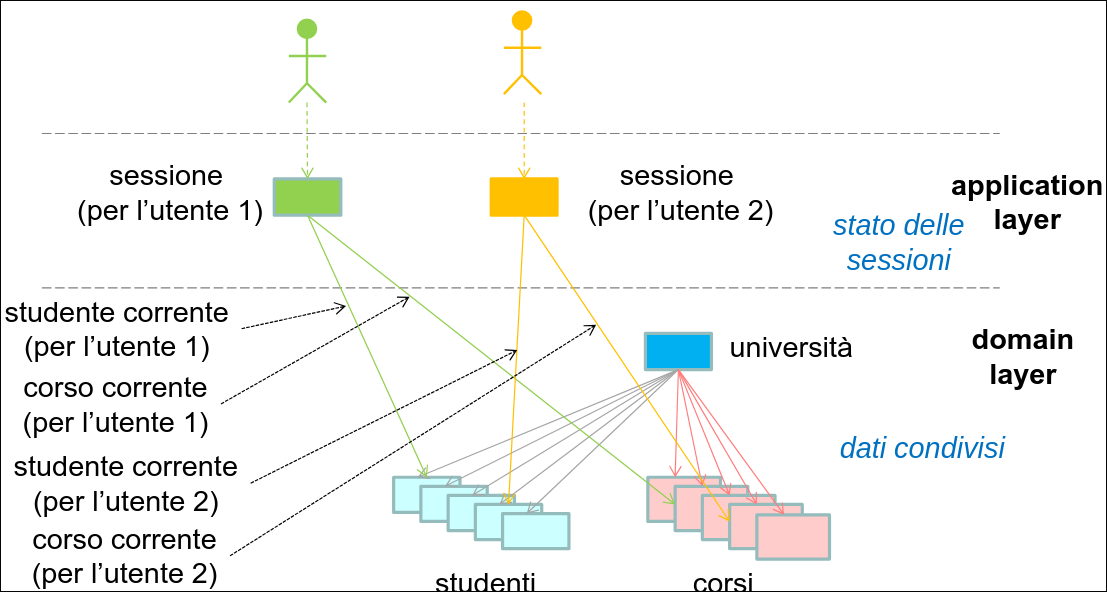 sessione
(per l'utente 1)
sessione
(per l'utente 2)
application
layer
stato delle
sessioni
studente corrente
(per l'utente 1)
corso corrente
(per l'utente 1)
studente corrente
(per l'utente 2)
corso corrente
(per l'utente 2)
università
domain
layer
dati condivisi
studenti
corsi